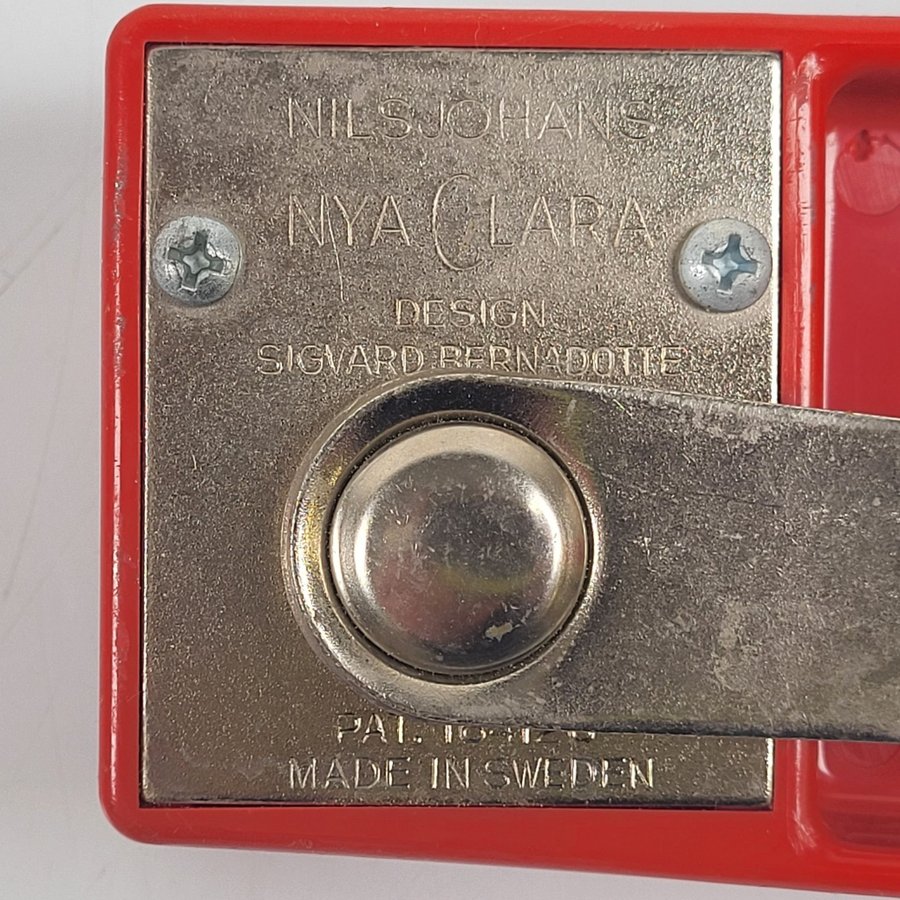 NILSJOHANS
NYA CLARA
DESIGN
SIGVARD BERNADOTTE
PAT.
MADE IN SWEDEN